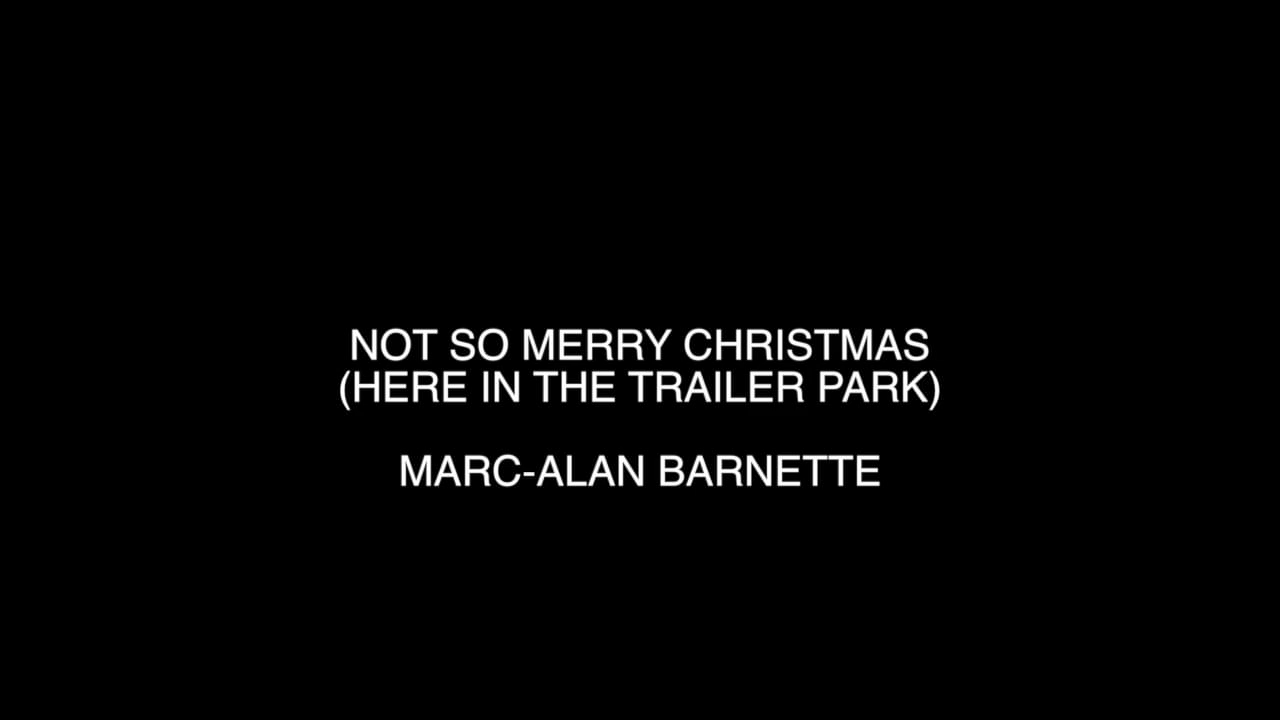 NOT SO MERRY CHRISTMAS
(HERE IN THE TRAILER PARK)
MARC-ALAN BARNETTE